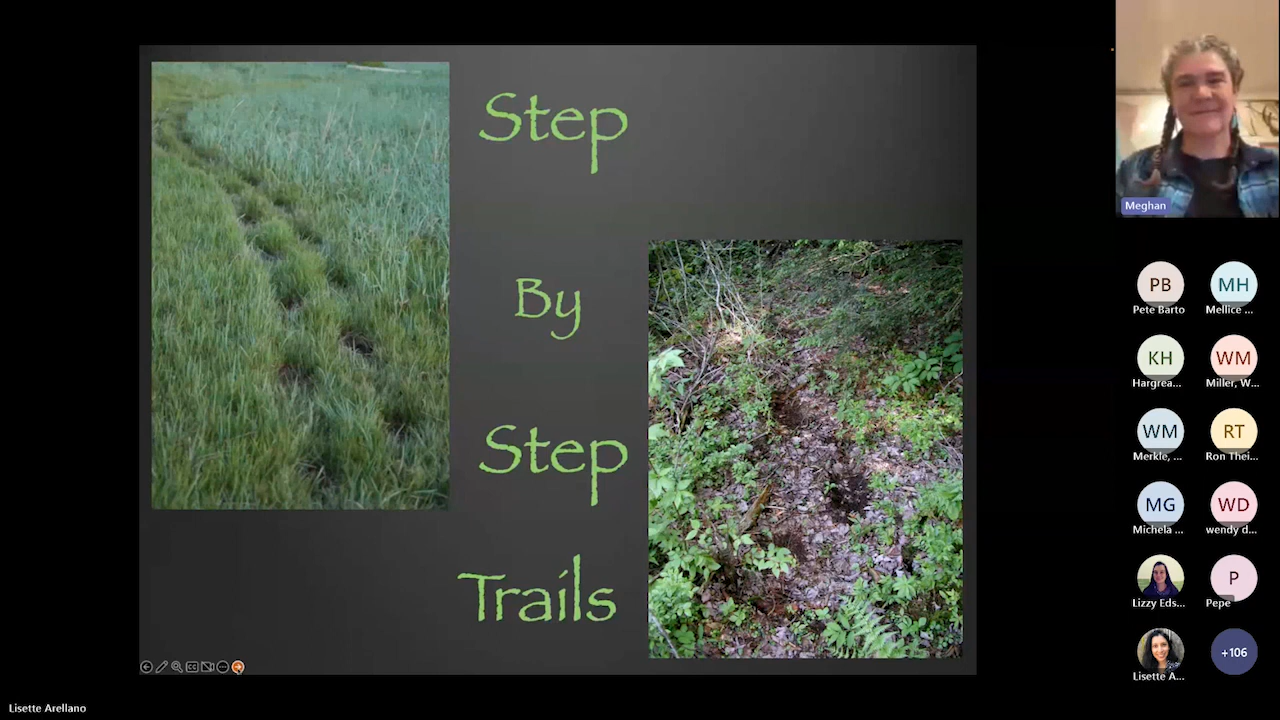 Step
By
Step
Trails
Meghan
PB
MH
Pete Barto
Mellice ...
KH
WM
Hargrea...
Miller, W...
WM
RT
Merkle, ...
Ron Thei...
MG
WD
Michela ...
wendy d...
P
Lizzy Eds...
Pepe
+106
Lisette A...
Lisette Arellano